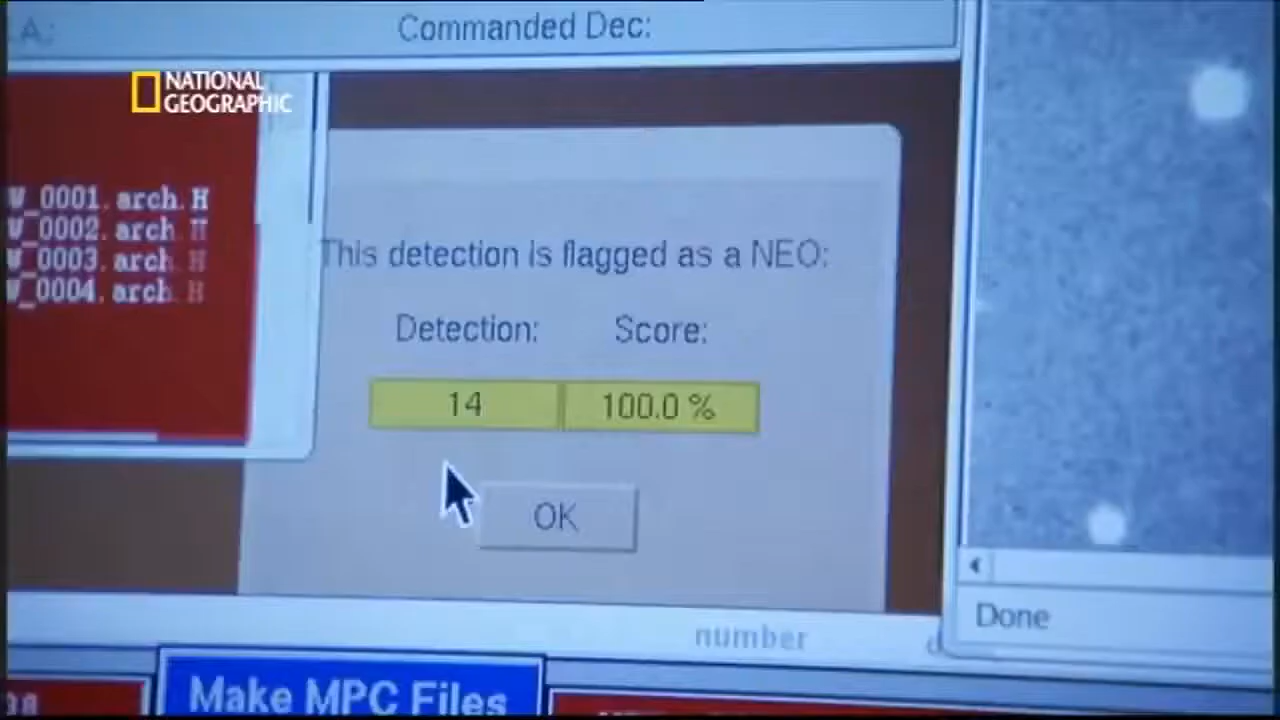 A:
Commanded Dec:
NATIONAL
GEOGRAPHIC
_0001.arch.H
_0002.arch.H
_0003.arch.H
_0004.arch.H
This detection is flagged as a NEO:
Detection: Score:
14 100.0 %
OK
Done
number
Make MPC Files